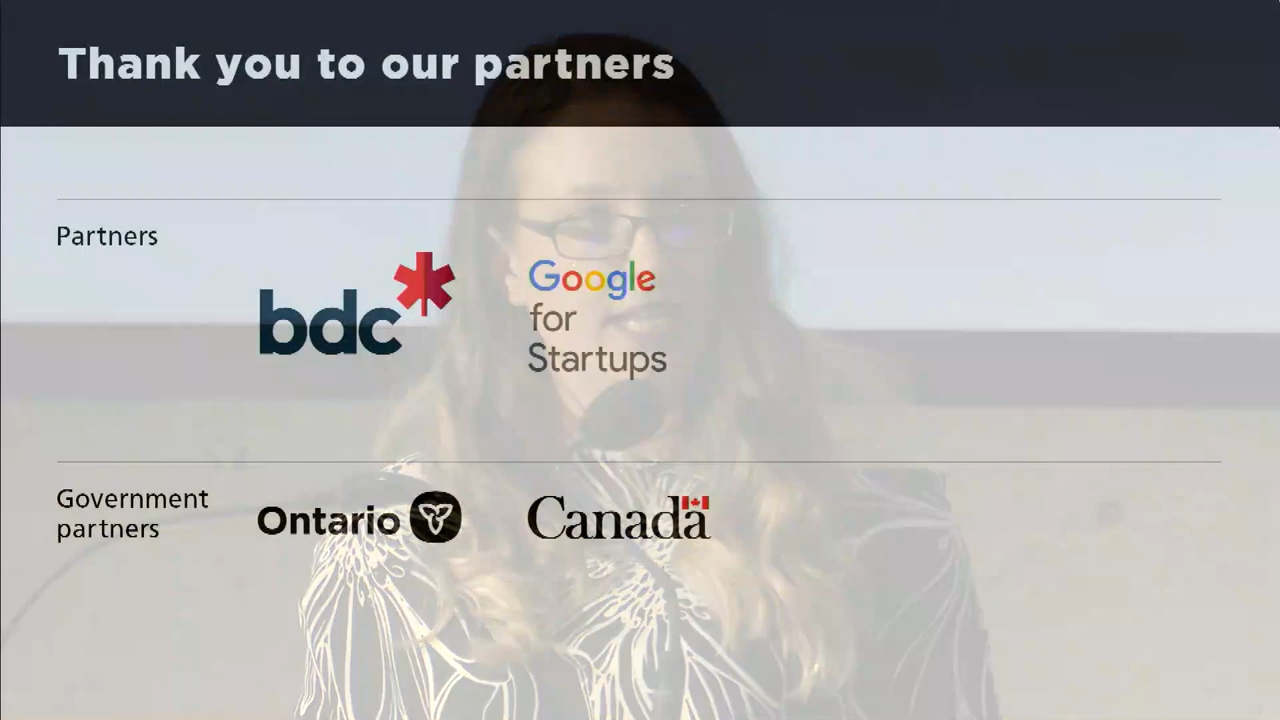 Thank you to our partners
Partners
bdc
Google
for
Startups
Government
partners
Ontario
Canada